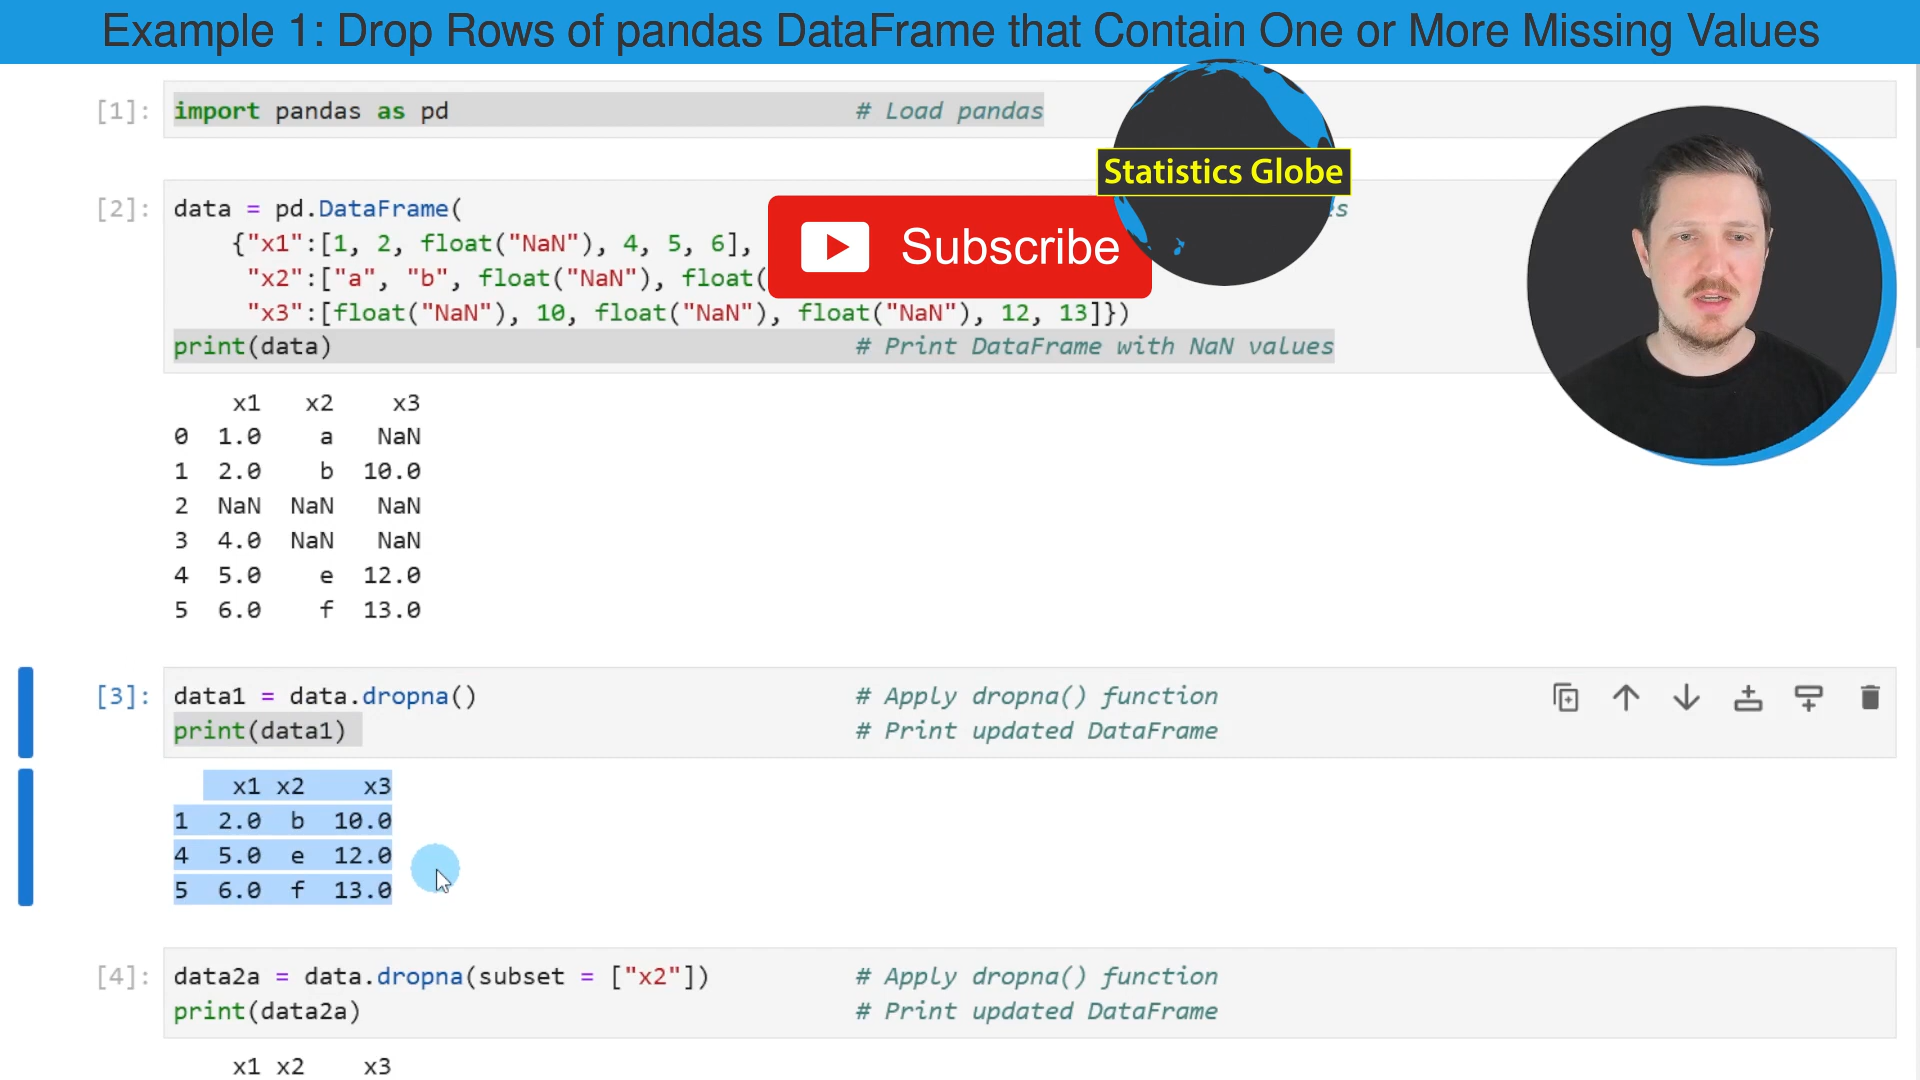 Example 1: Drop Rows of pandas DataFrame that Contain One or More Missing Values
[1]: import pandas as pd # Load pandas
Statistics Globe
[2]: data = pd.DataFrame( es
{"x1":[1, 2, float("NaN"), 4, 5, 6],
Subscribe
"x2":["a", "b", float("NaN"), float(
"x3":[float("NaN"), 10, float("NaN"), float("NaN"), 12, 13]})
print(data) # Print DataFrame with NaN values
x1 x2 x3
0 1.0 a NaN
1 2.0 b 10.0
2 NaN NaN NaN
3 4.0 NaN NaN
4 5.0 e 12.0
5 6.0 f 13.0
[3]: data1 = data.dropna() # Apply dropna() function
print(data1) # Print updated DataFrame
x1 x2 x3
1 2.0 b 10.0
4 5.0 e 12.0
5 6.0 f 13.0
[4]: data2a = data.dropna(subset = ["x2"]) # Apply dropna() function
print(data2a) # Print updated DataFrame
x1 x2 x3